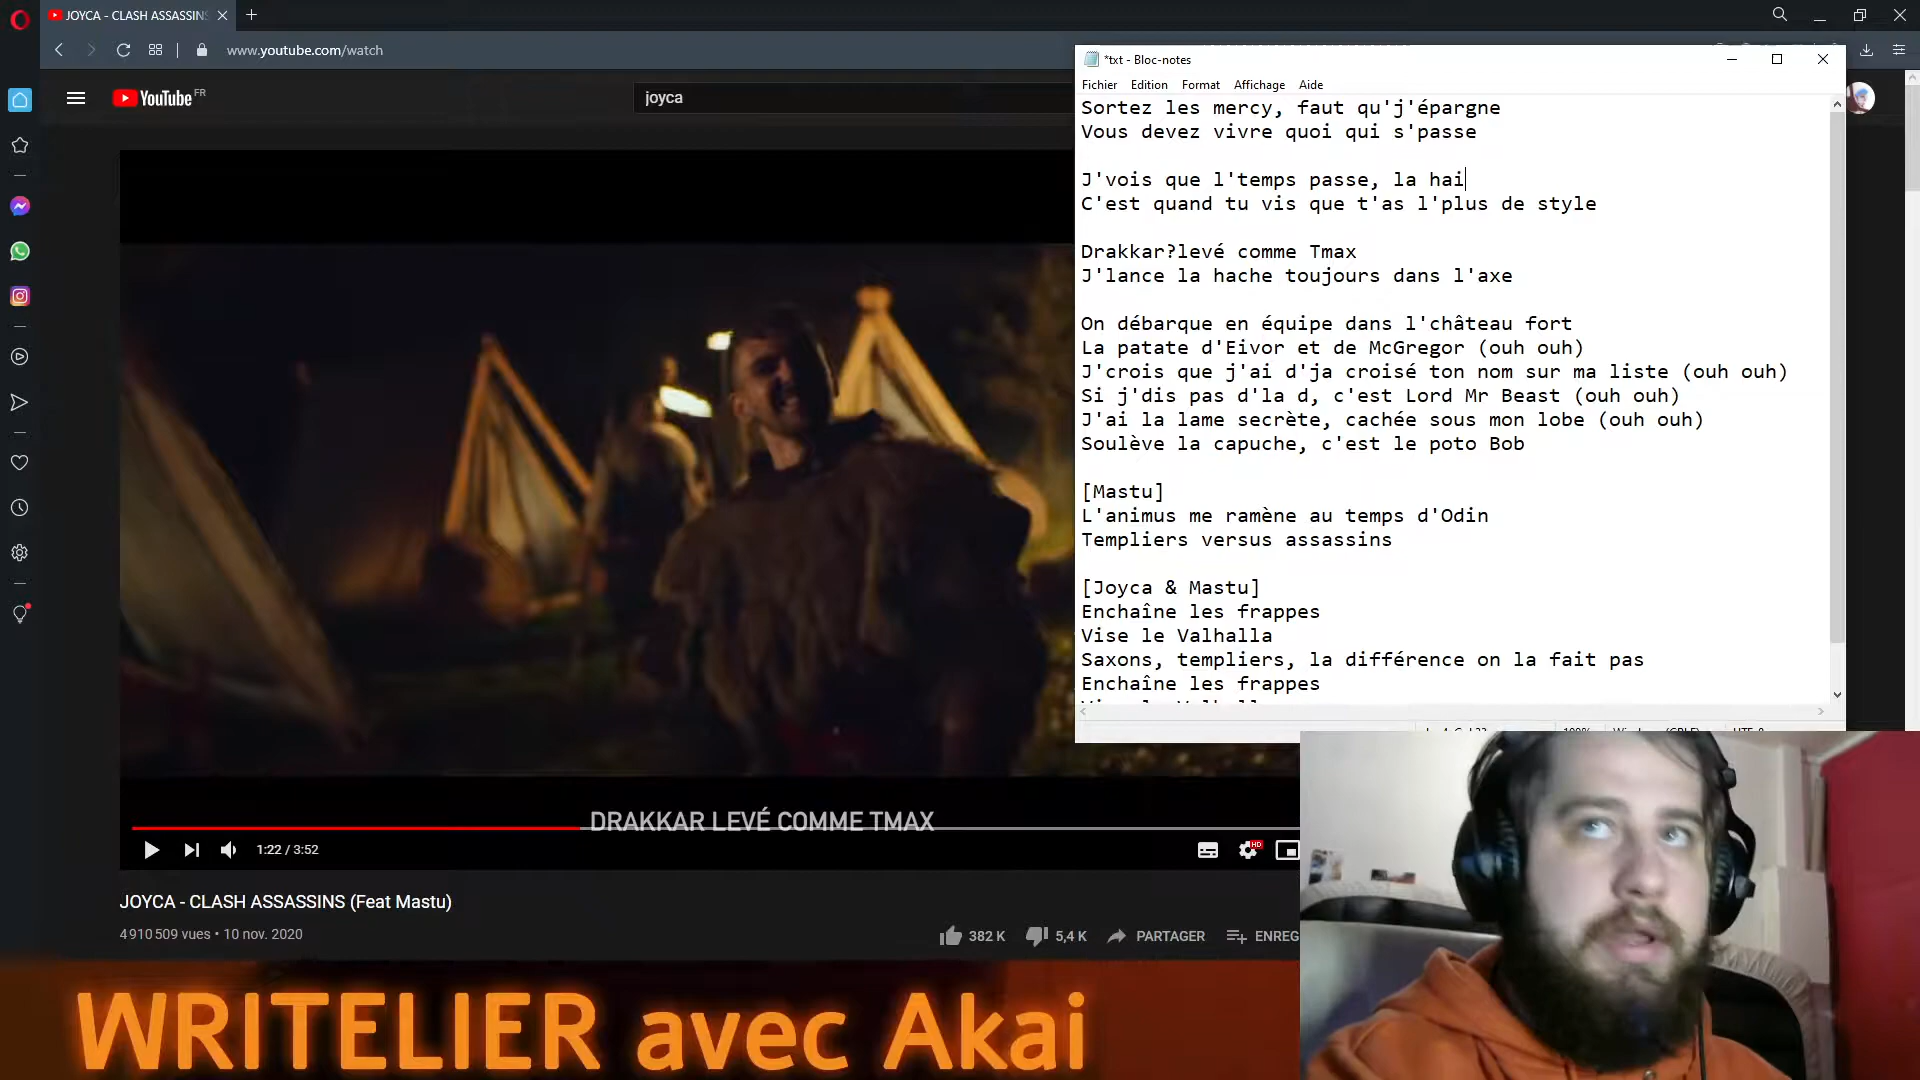 JOYCA - CLASH ASSASSINS
www.youtube.com/watch
YouTube FR
joyca
*txt - Bloc-notes
Fichier Edition Format Affichage Aide
Sortez les mercy, faut qu'j'épargne
Vous devez vivre quoi qui s'passe
J'vois que l'temps passe, la hai
C'est quand tu vis que t'as l'plus de style
Drakkar?levé comme Tmax
J'lance la hache toujours dans l'axe
On débarque en équipe dans l'château fort
La patate d'Eivor et de McGregor (ouh ouh)
J'crois que j'ai d'ja croisé ton nom sur ma liste (ouh ouh)
Si j'dis pas d'la d, c'est Lord Mr Beast (ouh ouh)
J'ai la lame secrète, cachée sous mon lobe (ouh ouh)
Soulève la capuche, c'est le poto Bob
[Mastu]
L'animus me ramène au temps d'Odin
Templiers versus assassins
[Joyca & Mastu]
Enchaîne les frappes
Vise le Valhalla
Saxons, templiers, la différence on la fait pas
Enchaîne les frappes
DRAKKAR LEVÉ COMME TMAX
1:22 / 3:52
HD
JOYCA - CLASH ASSASSINS (Feat Mastu)
4 910 509 vues • 10 nov. 2020
382 K 5,4 K PARTAGER ENREG
WRITELIER avec Akai